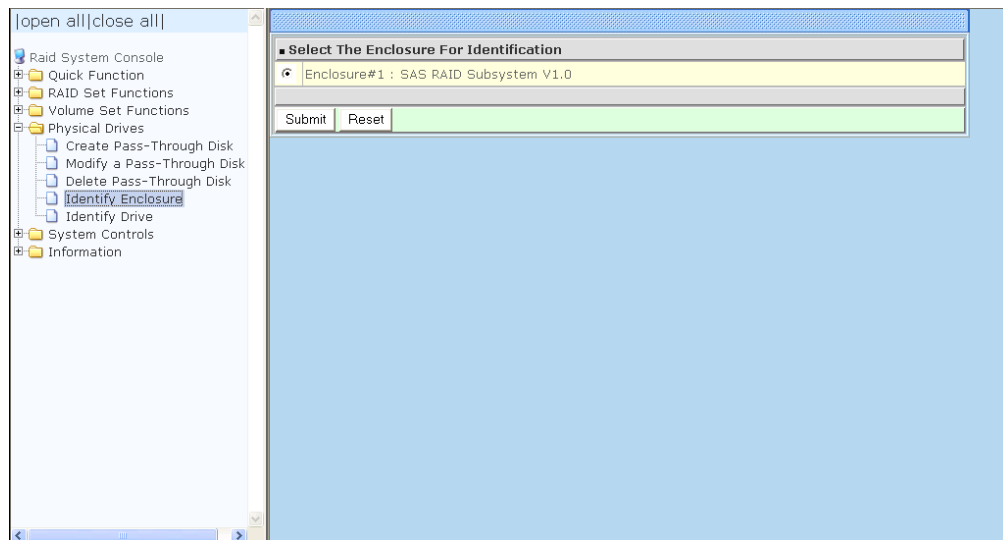 |open all|close all|
Raid System Console
Quick Function
RAID Set Functions
Volume Set Functions
Physical Drives
Create Pass-Through Disk
Modify a Pass-Through Disk
Delete Pass-Through Disk
Identify Enclosure
Identify Drive
System Controls
Information
Select The Enclosure For Identification
Enclosure#1 : SAS RAID Subsystem V1.0
Submit Reset